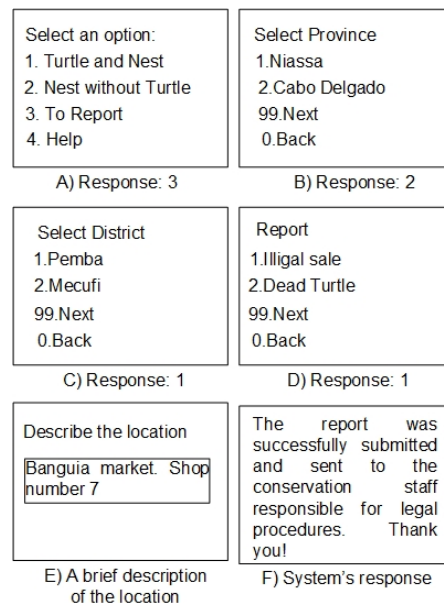 Select an option:
1. Turtle and Nest
2. Nest without Turtle
3. To Report
4. Help
A) Response: 3
Select Province
1.Niassa
2.Cabo Delgado
99.Next
0.Back
B) Response: 2
Select District
1.Pemba
2.Mecufi
99.Next
0.Back
C) Response: 1
Report
1.Illigal sale
2.Dead Turtle
99.Next
0.Back
D) Response: 1
Describe the location
Banguia market. Shop
number 7
E) A brief description
of the location
The report was
successfully submitted
and sent to the
conservation staff
responsible for legal
procedures. Thank
you!
F) System's response